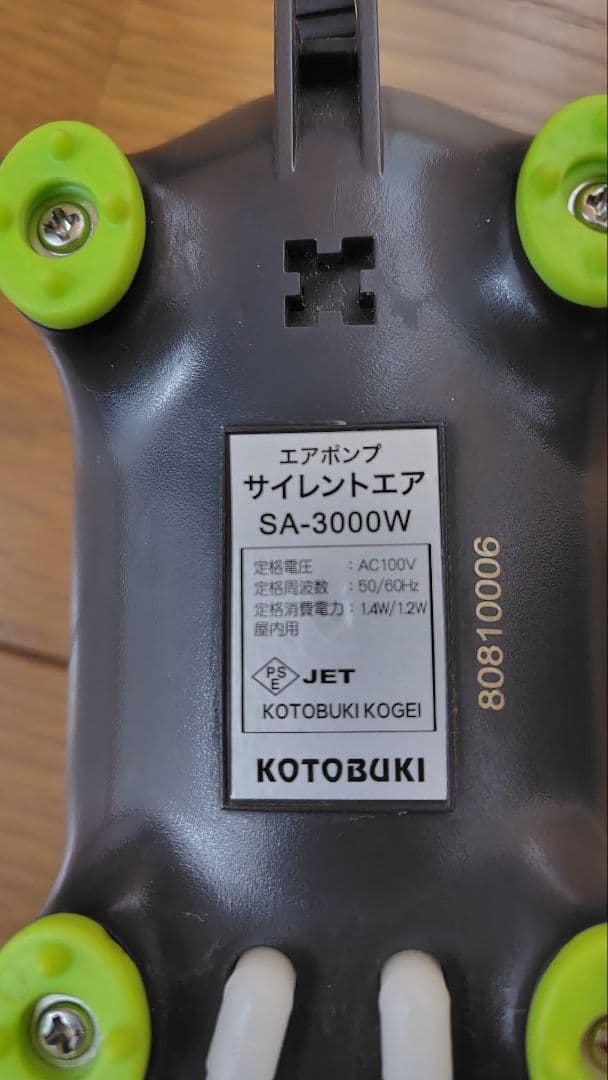 エアポンプ
サイレントエア
SA-3000W
定格電圧 : AC100V
定格周波数 : 50/60Hz
定格消費電力 : 1.4W/1.2W
屋内用
PS
E
JET
KOTOBUKI KOGEI
KOTOBUKI
80810006